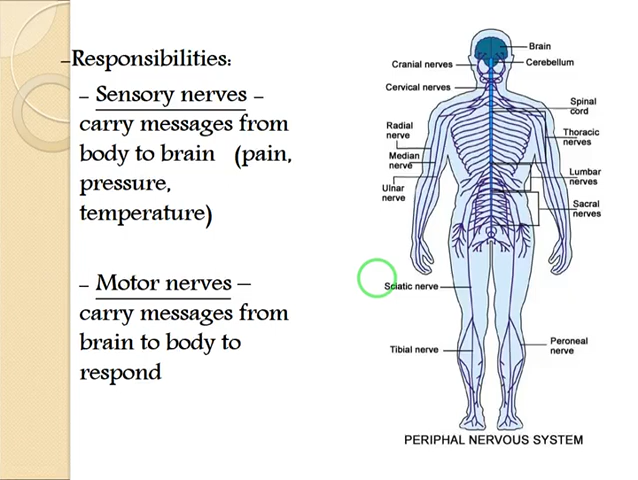 –Responsibilities:
– Sensory nerves –
carry messages from
body to brain (pain,
pressure,
temperature)
– Motor nerves –
carry messages from
brain to body to
respond
Brain
Cerebellum
Cranial nerves
Cervical nerves
Spinal
cord
Radial
nerve
Thoracic
nerves
Median
nerve
Lumbar
nerves
Ulnar
nerve
Sacral
nerves
Sciatic nerve
Tibial nerve
Peroneal
nerve
PERIPHAL NERVOUS SYSTEM